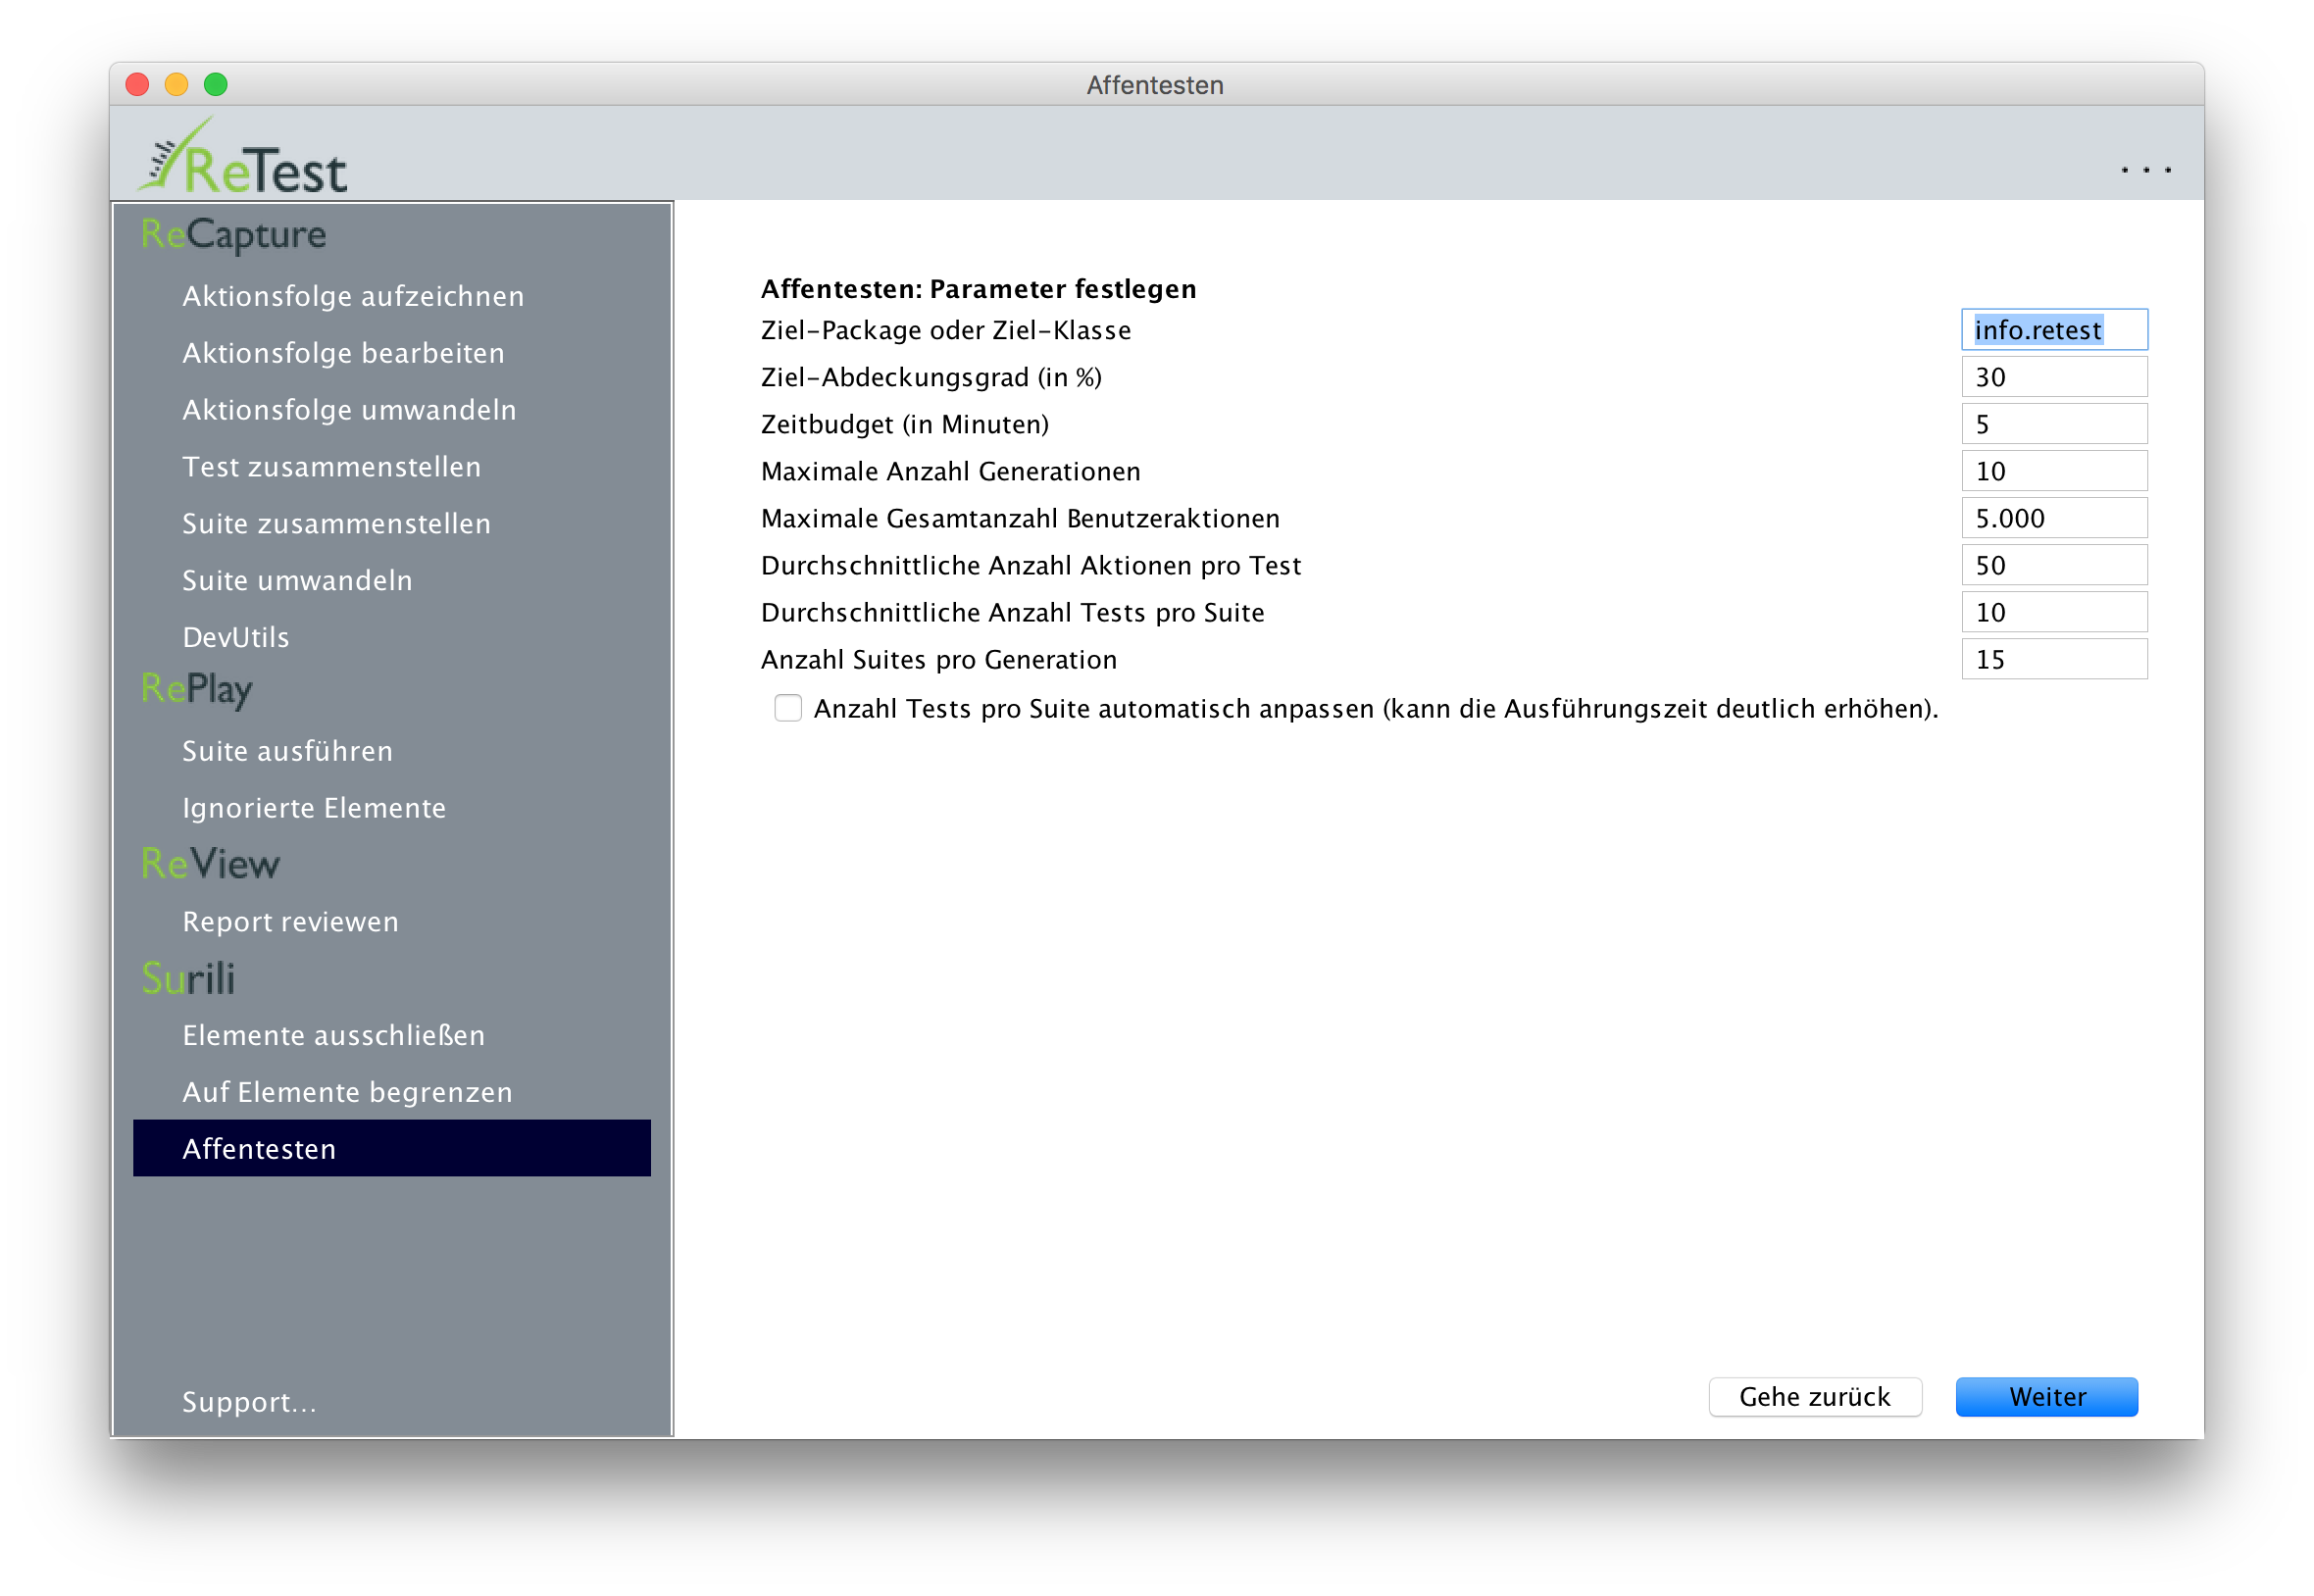 Affentesten
ReTest
...
ReCapture
Aktionsfolge aufzeichnen
Aktionsfolge bearbeiten
Aktionsfolge umwandeln
Test zusammenstellen
Suite zusammenstellen
Suite umwandeln
DevUtils
RePlay
Suite ausführen
Ignorierte Elemente
ReView
Report reviewen
Surili
Elemente ausschließen
Auf Elemente begrenzen
Affentesten
Support...
Affentesten: Parameter festlegen
Ziel-Package oder Ziel-Klasse info.retest
Ziel-Abdeckungsgrad (in %) 30
Zeitbudget (in Minuten) 5
Maximale Anzahl Generationen 10
Maximale Gesamtanzahl Benutzeraktionen 5.000
Durchschnittliche Anzahl Aktionen pro Test 50
Durchschnittliche Anzahl Tests pro Suite 10
Anzahl Suites pro Generation 15
Anzahl Tests pro Suite automatisch anpassen (kann die Ausführungszeit deutlich erhöhen).
Gehe zurück Weiter